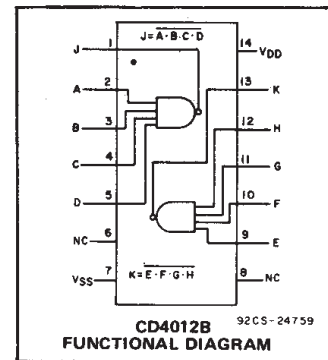 J=A·B·C·D
J 1
14 VDD
A 2
13 K
B 3
12 H
C 4
11 G
D 5
10 F
NC 6
9 E
VSS 7
8 NC
K=E·F·G·H
92CS-24759
CD4012B
FUNCTIONAL DIAGRAM